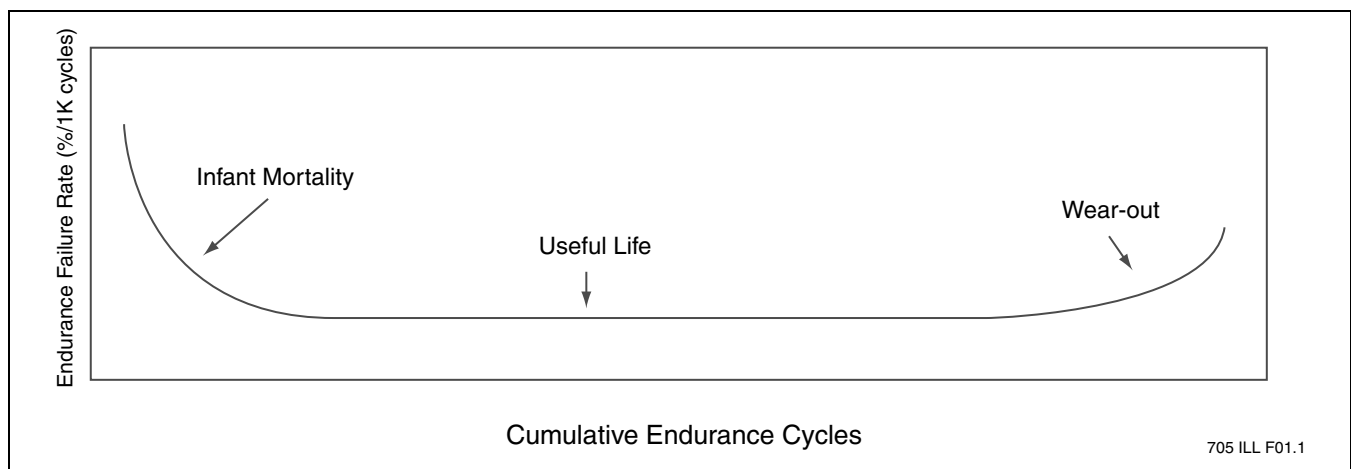 Endurance Failure Rate (%/1K cycles)
Infant Mortality
Useful Life
Wear-out
Cumulative Endurance Cycles
705 ILL F01.1